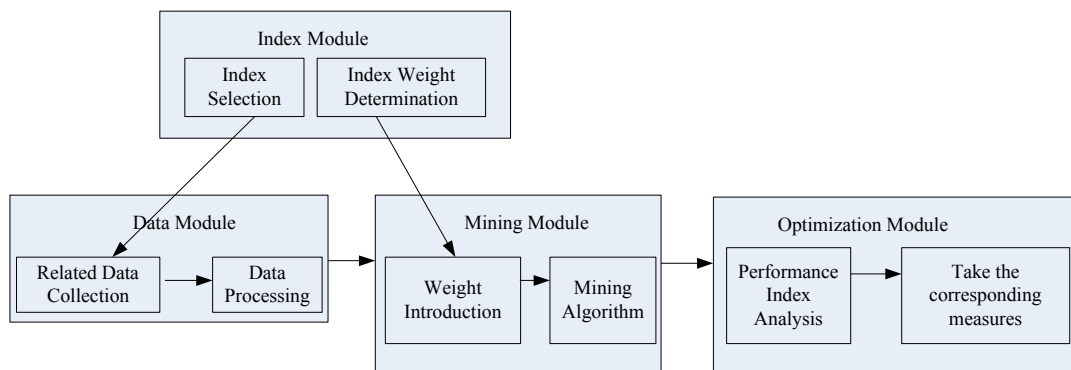 Index Module
Index
Selection
Index Weight
Determination
Data Module
Related Data
Collection
Data
Processing
Mining Module
Weight
Introduction
Mining
Algorithm
Optimization Module
Performance
Index
Analysis
Take the
corresponding
measures